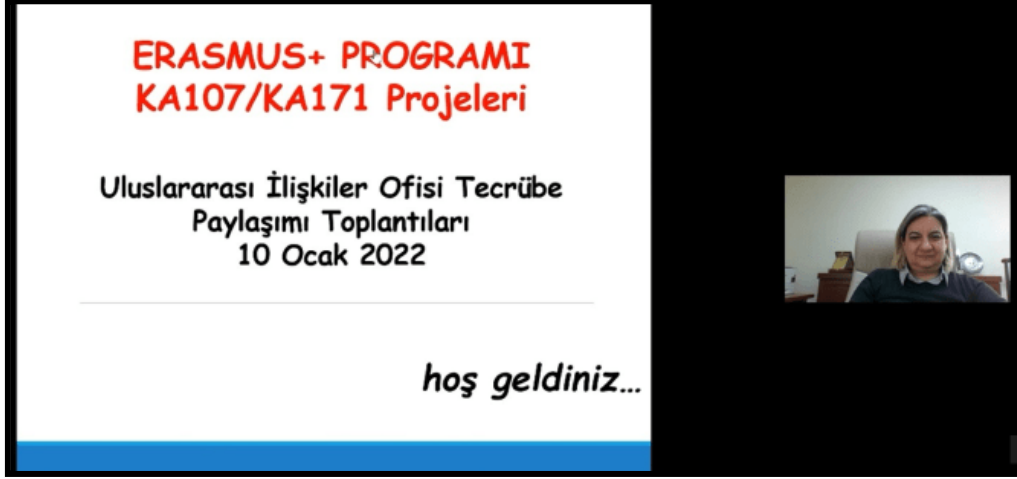 ERASMUS+ PROGRAMI
KA107/KA171 Projeleri
Uluslararası İlişkiler Ofisi Tecrübe
Paylaşımı Toplantıları
10 Ocak 2022
hoş geldiniz...